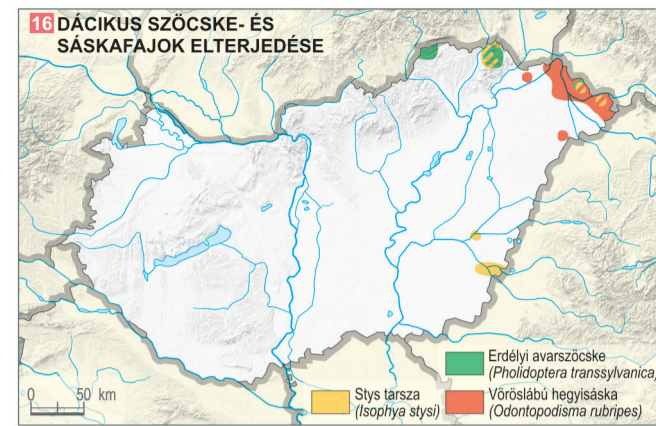 16 DÁCIKUS SZÖCSKE- ÉS
SÁSKAFAJOK ELTERJEDÉSE
Erdélyi avarszöcske
(Pholidoptera transsylvanica)
Stys tarsza
(Isophya stysi)
Vöröslábú hegyisáska
(Odontopodisma rubripes)
0 50 km